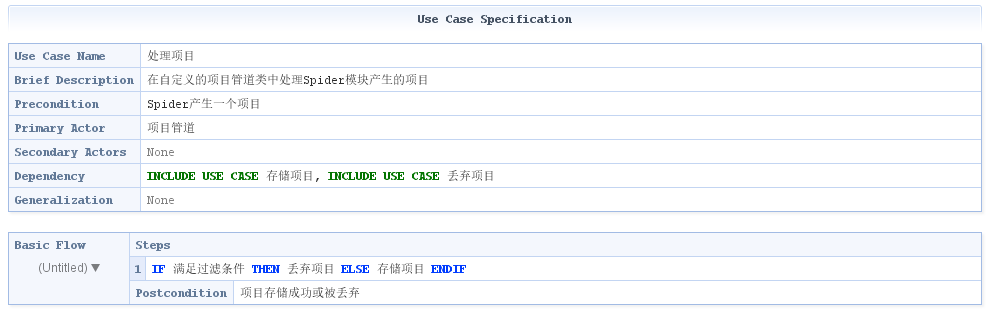 Use Case Specification
Use Case Name 处理项目
Brief Description 在自定义的项目管道类中处理Spider模块产生的项目
Precondition Spider产生一个项目
Primary Actor 项目管道
Secondary Actors None
Dependency INCLUDE USE CASE 存储项目, INCLUDE USE CASE 丢弃项目
Generalization None
Basic Flow Steps
(Untitled) ▼
1 IF 满足过滤条件 THEN 丢弃项目 ELSE 存储项目 ENDIF
Postcondition 项目存储成功或被丢弃